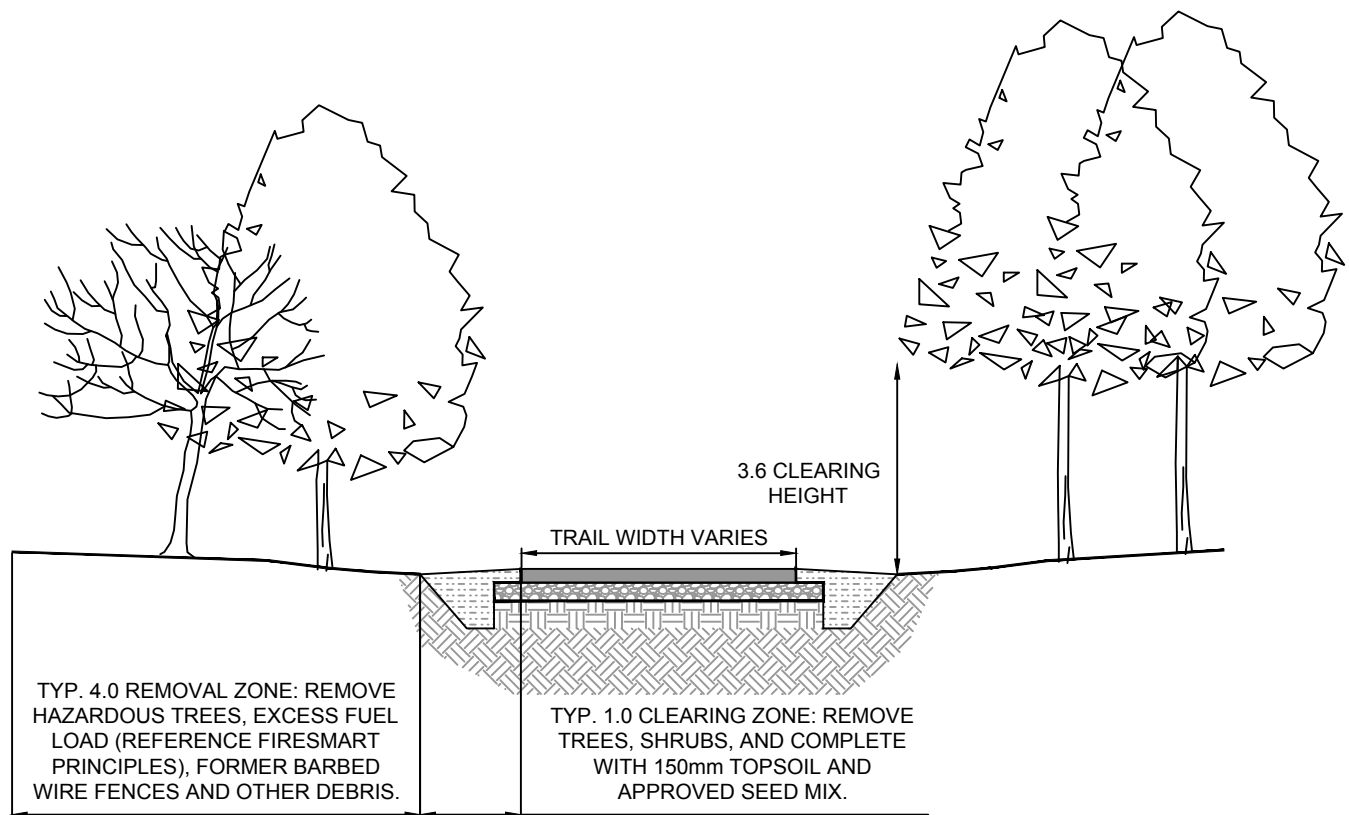 3.6 CLEARING
HEIGHT
TRAIL WIDTH VARIES
TYP. 4.0 REMOVAL ZONE: REMOVE
HAZARDOUS TREES, EXCESS FUEL
LOAD (REFERENCE FIRESMART
PRINCIPLES), FORMER BARBED
WIRE FENCES AND OTHER DEBRIS.
TYP. 1.0 CLEARING ZONE: REMOVE
TREES, SHRUBS, AND COMPLETE
WITH 150mm TOPSOIL AND
APPROVED SEED MIX.